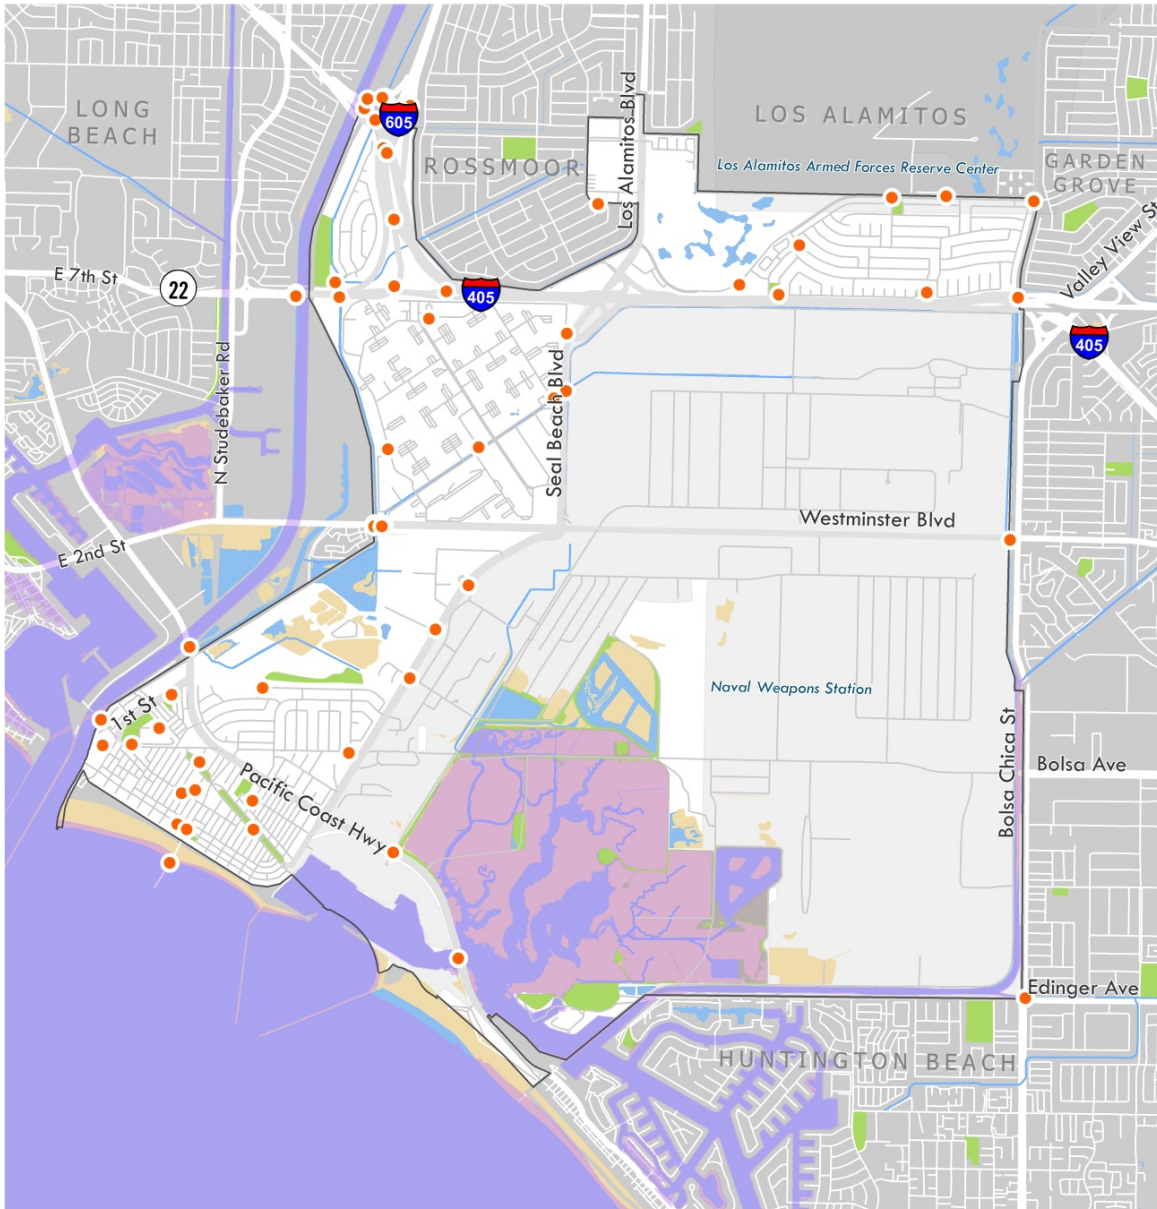 LONG
BEACH
605
ROSSMOOR
Los Alamitos Blvd
LOS ALAMITOS
Los Alamitos Armed Forces Reserve Center
GARDEN
GROVE
Valley View St
E 7th St
22
405
405
N Studebaker Rd
Seal Beach Blvd
Westminster Blvd
E 2nd St
Naval Weapons Station
1st St
Pacific Coast Hwy
Bolsa Chica St
Bolsa Ave
Edinger Ave
HUNTINGTON BEACH